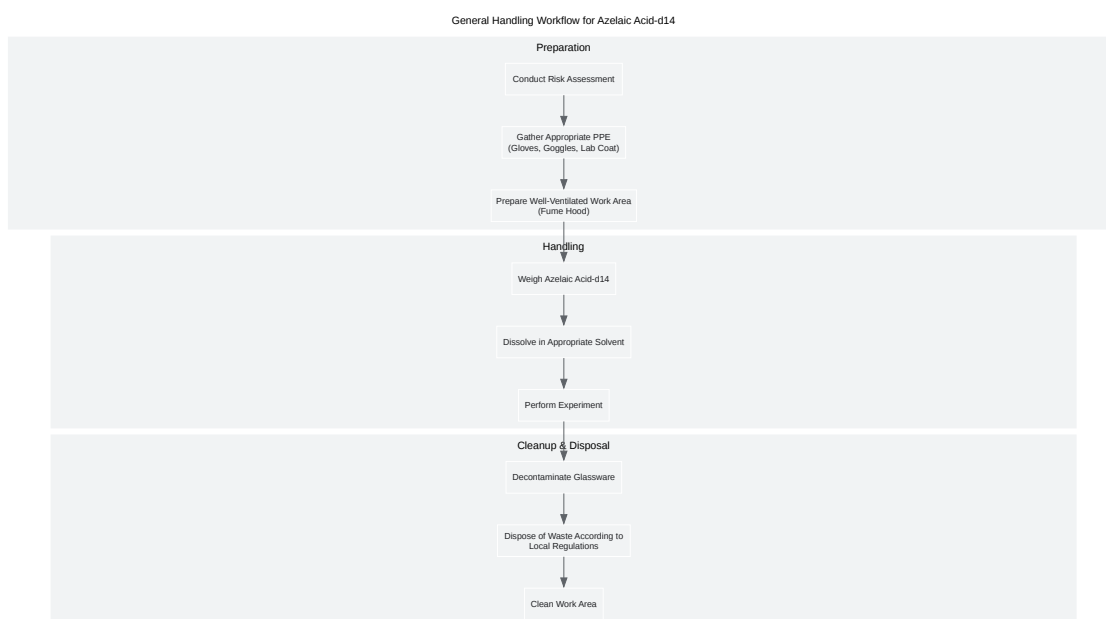 General Handling Workflow for Azelaic Acid-d14
Preparation
Conduct Risk Assessment
Gather Appropriate PPE
(Gloves, Goggles, Lab Coat)
Prepare Well-Ventilated Work Area
(Fume Hood)
Handling
Weigh Azelaic Acid-d14
Dissolve in Appropriate Solvent
Perform Experiment
Cleanup & Disposal
Decontaminate Glassware
Dispose of Waste According to
Local Regulations
Clean Work Area